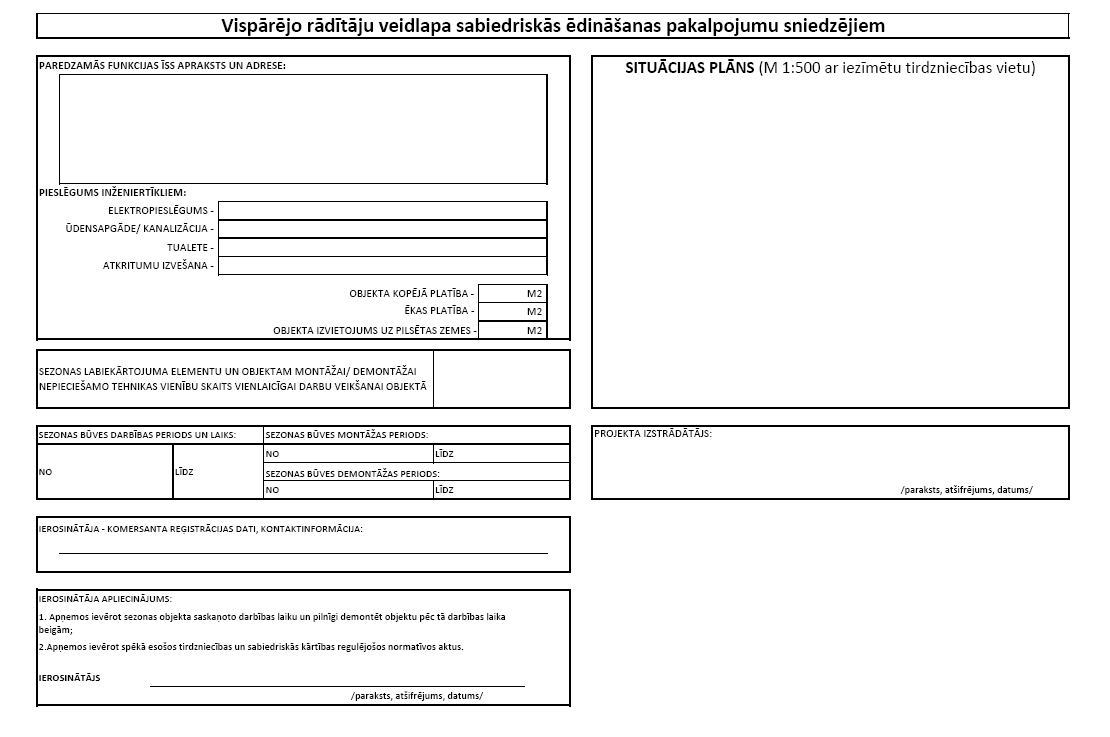 Vispārējo rādītāju veidlapa sabiedriskās ēdināšanas pakalpojumu sniedzējiem
PAREDZAMĀS FUNKCIJAS ĪSS APRAKSTS UN ADRESE:
PIESLĒGUMS INŽENIERTĪKLIEM:
ELEKTROPIESLĒGUMS -
ŪDENSAPGĀDE/ KANALIZĀCIJA -
TUALETE -
ATKRITUMU IZVEŠANA -
OBJEKTA KOPĒJĀ PLATĪBA - M2
ĒKAS PLATĪBA - M2
OBJEKTA IZVIETOJUMS UZ PILSĒTAS ZEMES - M2
SEZONAS LABIEKĀRTOJUMA ELEMENTU UN OBJEKTAM MONTĀŽAI/ DEMONTĀŽAI
NEPIECIEŠAMO TEHNIKAS VIENĪBU SKAITS VIENLAICĪGAI DARBU VEIKŠANAI OBJEKTĀ
SEZONAS BŪVES DARBĪBAS PERIODS UN LAIKS:
NO LĪDZ
SEZONAS BŪVES MONTĀŽAS PERIODS:
NO LĪDZ
SEZONAS BŪVES DEMONTĀŽAS PERIODS:
NO LĪDZ
IEROSINĀTĀJA - KOMERSANTA REĢISTRĀCIJAS DATI, KONTAKTINFORMĀCIJA:
IEROSINĀTĀJA APLIECINĀJUMS:
1. Apņemos ievērot sezonas objekta saskaņoto darbības laiku un pilnīgi demontēt objektu pēc tā darbības laika
beigām;
2.Apņemos ievērot spēkā esošos tirdzniecības un sabiedriskās kārtības regulējošos normatīvos aktus.
IEROSINĀTĀJS
/paraksts, atšifrējums, datums/
SITUĀCIJAS PLĀNS (M 1:500 ar iezīmētu tirdzniecības vietu)
PROJEKTA IZSTRĀDĀTĀJS:
/paraksts, atšifrējums, datums/